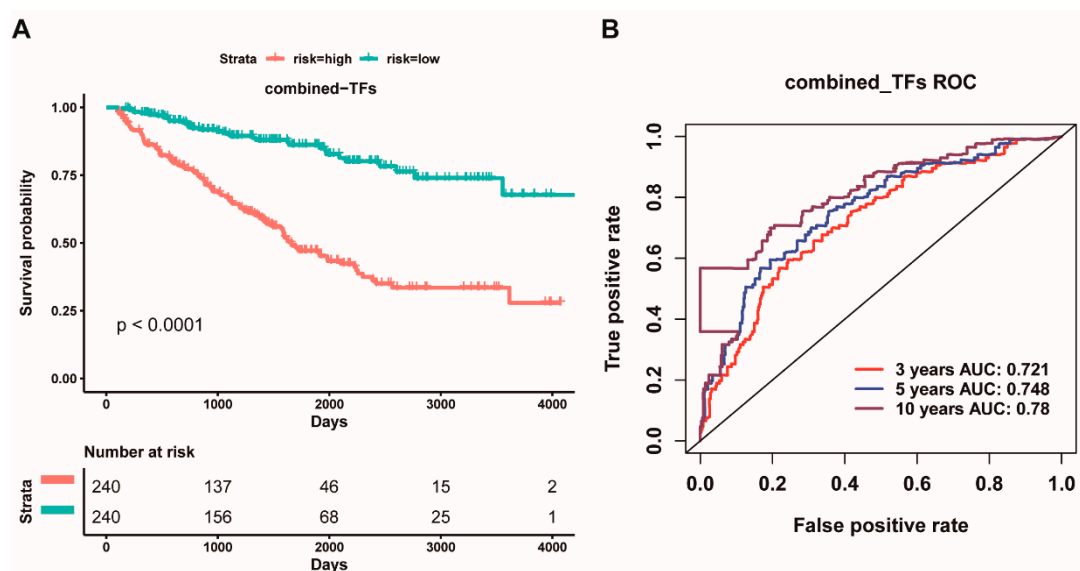 A
Strata risk=high risk=low
combined−TFs
Survival probability
1.00
0.75
0.50
0.25
0.00
p < 0.0001
0 1000 2000 3000 4000
Days
Number at risk
Strata
240 137 46 15 2
240 156 68 25 1
0 1000 2000 3000 4000
Days
B
combined_TFs ROC
True positive rate
1.0
0.8
0.6
0.4
0.2
0.0
3 years AUC: 0.721
5 years AUC: 0.748
10 years AUC: 0.78
0.0 0.2 0.4 0.6 0.8 1.0
False positive rate